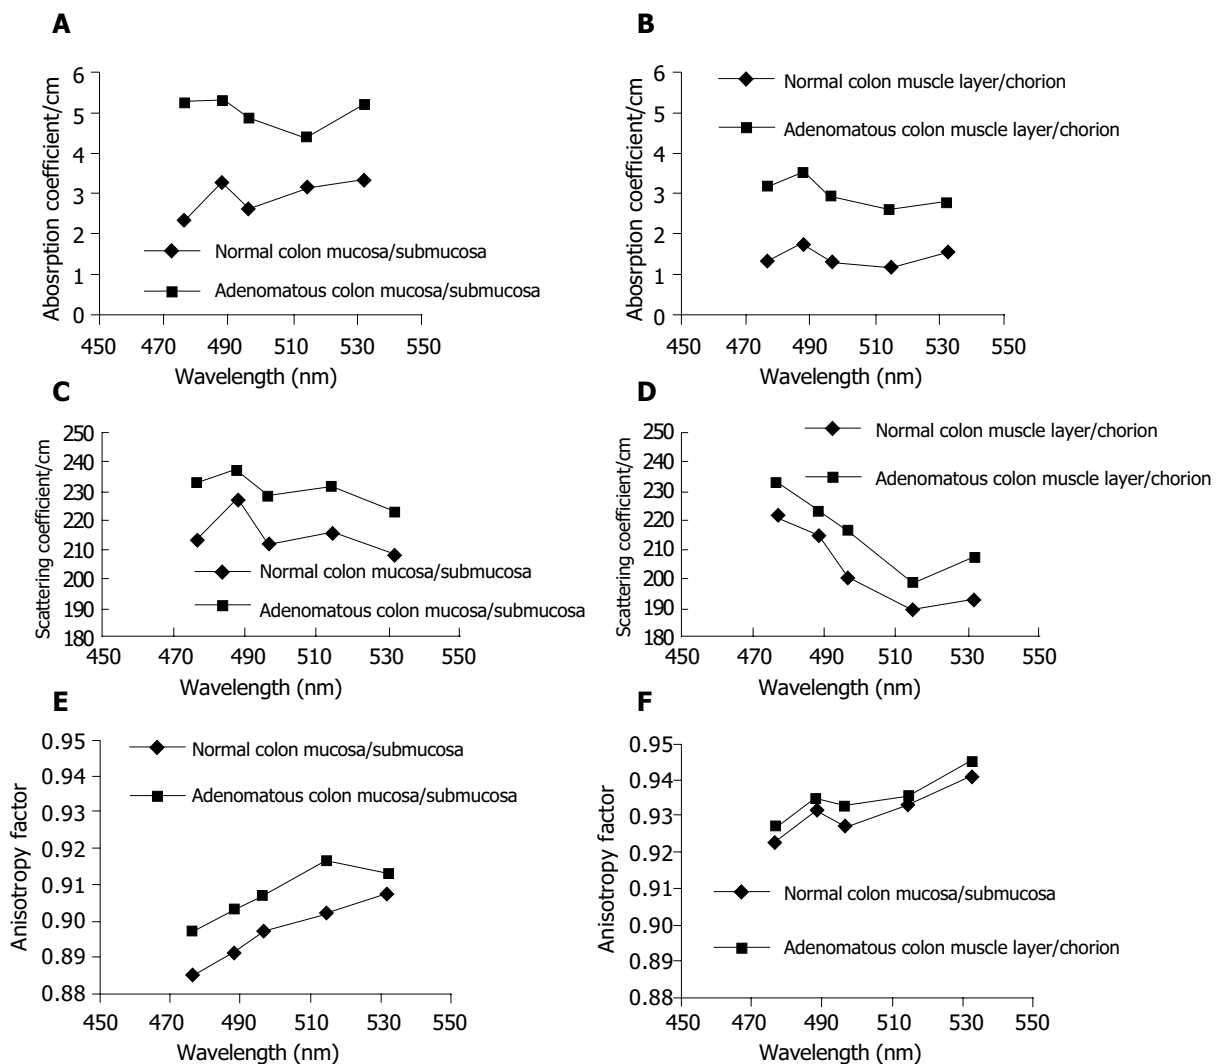 A
6
5
4
3
2
1
0
Abosrption coefficient/cm
Normal colon mucosa/submucosa
Adenomatous colon mucosa/submucosa
450 470 490 510 530 550
Wavelength (nm)
B
6
5
4
3
2
1
0
Abosrption coefficient/cm
Normal colon muscle layer/chorion
Adenomatous colon muscle layer/chorion
450 470 490 510 530 550
Wavelength (nm)
C
250
240
230
220
210
200
190
180
Scattering coefficient/cm
Normal colon mucosa/submucosa
Adenomatous colon mucosa/submucosa
450 470 490 510 530 550
Wavelength (nm)
D
250
240
230
220
210
200
190
180
Scattering coefficient/cm
Normal colon muscle layer/chorion
Adenomatous colon muscle layer/chorion
450 470 490 510 530 550
Wavelength (nm)
E
0.95
0.94
0.93
0.92
0.91
0.90
0.89
0.88
Anisotropy factor
Normal colon mucosa/submucosa
Adenomatous colon mucosa/submucosa
450 470 490 510 530 550
Wavelength (nm)
F
0.95
0.94
0.93
0.92
0.91
0.90
0.89
0.88
Anisotropy factor
Normal colon mucosa/submucosa
Adenomatous colon muscle layer/chorion
450 470 490 510 530 550
Wavelength (nm)